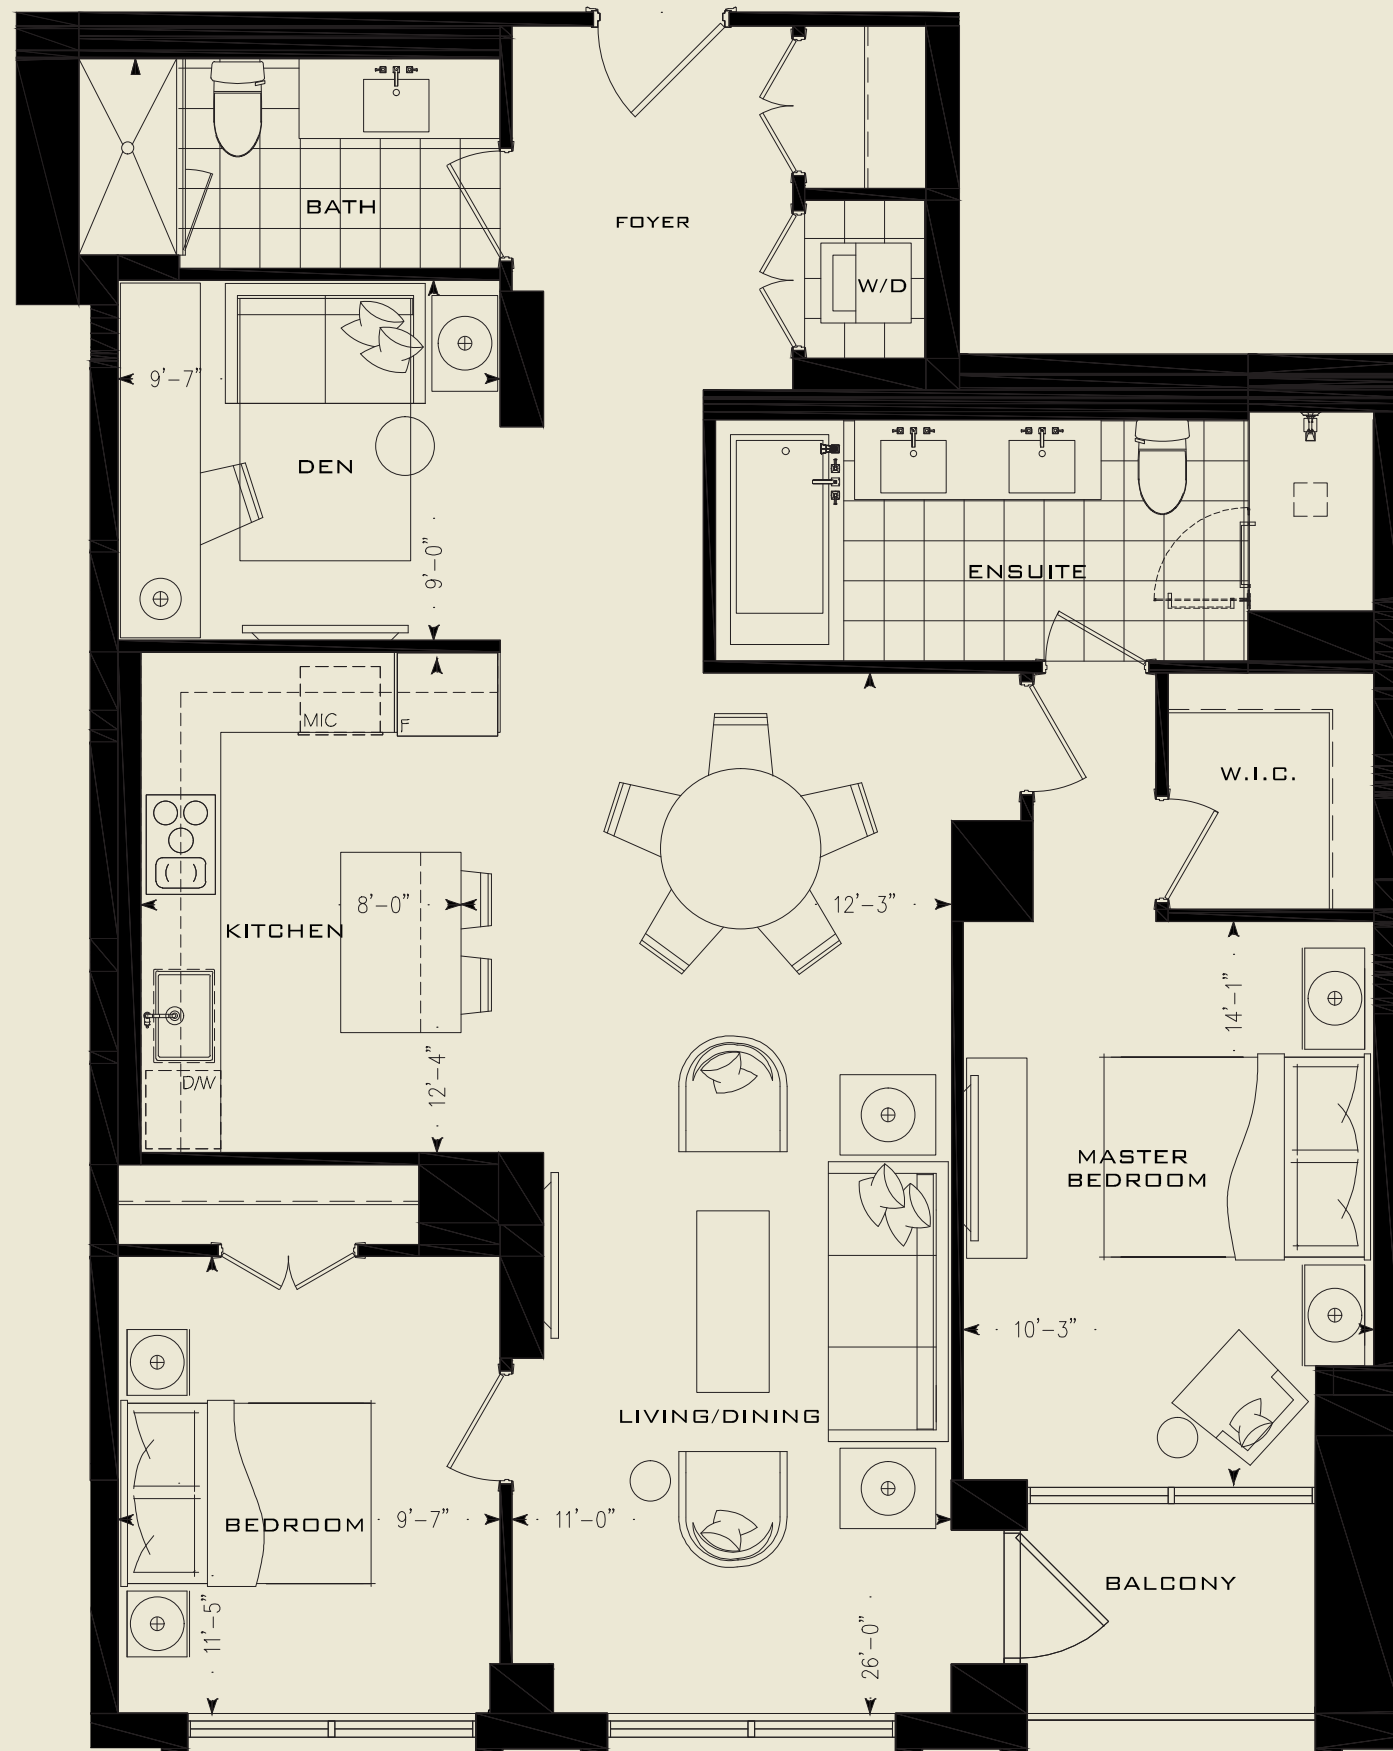 BATH
FOYER
W/D
9'-7"
DEN
9'-0"
ENSUITE
MIC
F
W.I.C.
8'-0"
12'-3"
KITCHEN
14'-1"
D/W
12'-4"
MASTER
BEDROOM
10'-3"
LIVING/DINING
BEDROOM
9'-7"
11'-0"
BALCONY
11'-5"
26'-0"